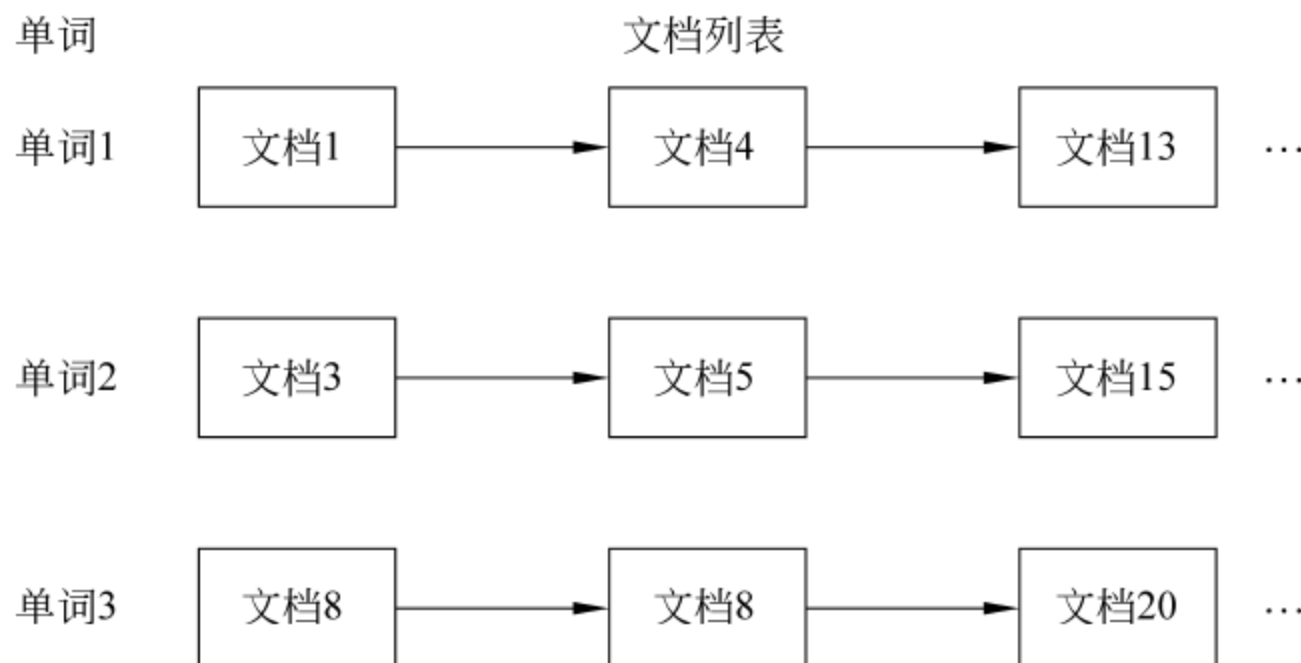 单词 文档列表
单词1 文档1 文档4 文档13 …
单词2 文档3 文档5 文档15 …
单词3 文档8 文档8 文档20 …